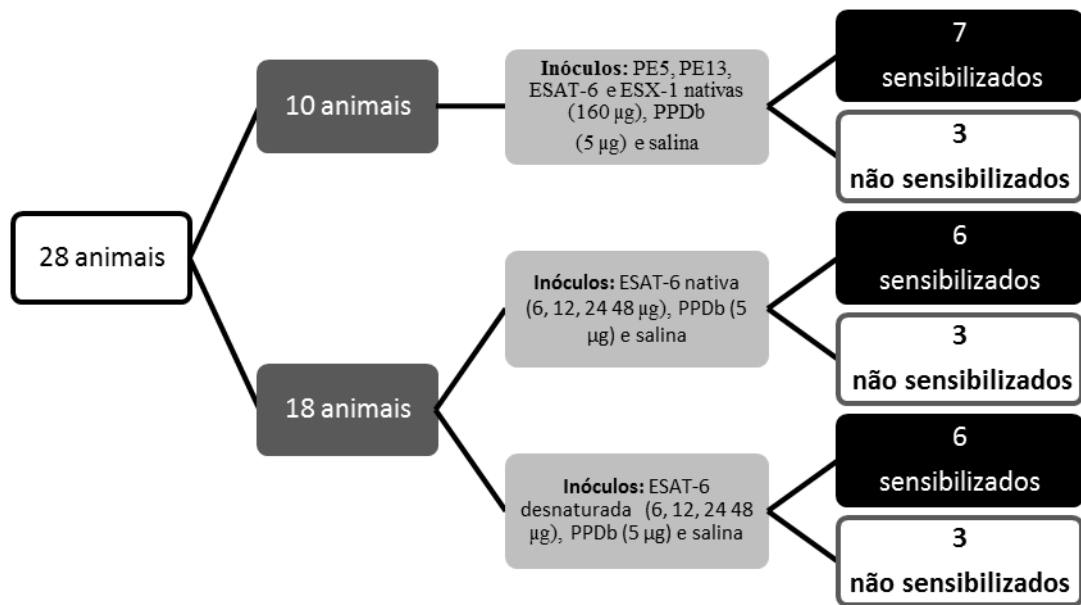 28 animais
10 animais
Inóculos: PE5, PE13,
ESAT-6 e ESX-1 nativas
(160 µg), PPDb
(5 µg) e salina
7
sensibilizados
3
não sensibilizados
18 animais
Inóculos: ESAT-6 nativa
(6, 12, 24 48 µg), PPDb (5
µg) e salina
6
sensibilizados
3
não sensibilizados
Inóculos: ESAT-6
desnaturada (6, 12, 24 48
µg), PPDb (5 µg) e salina
6
sensibilizados
3
não sensibilizados